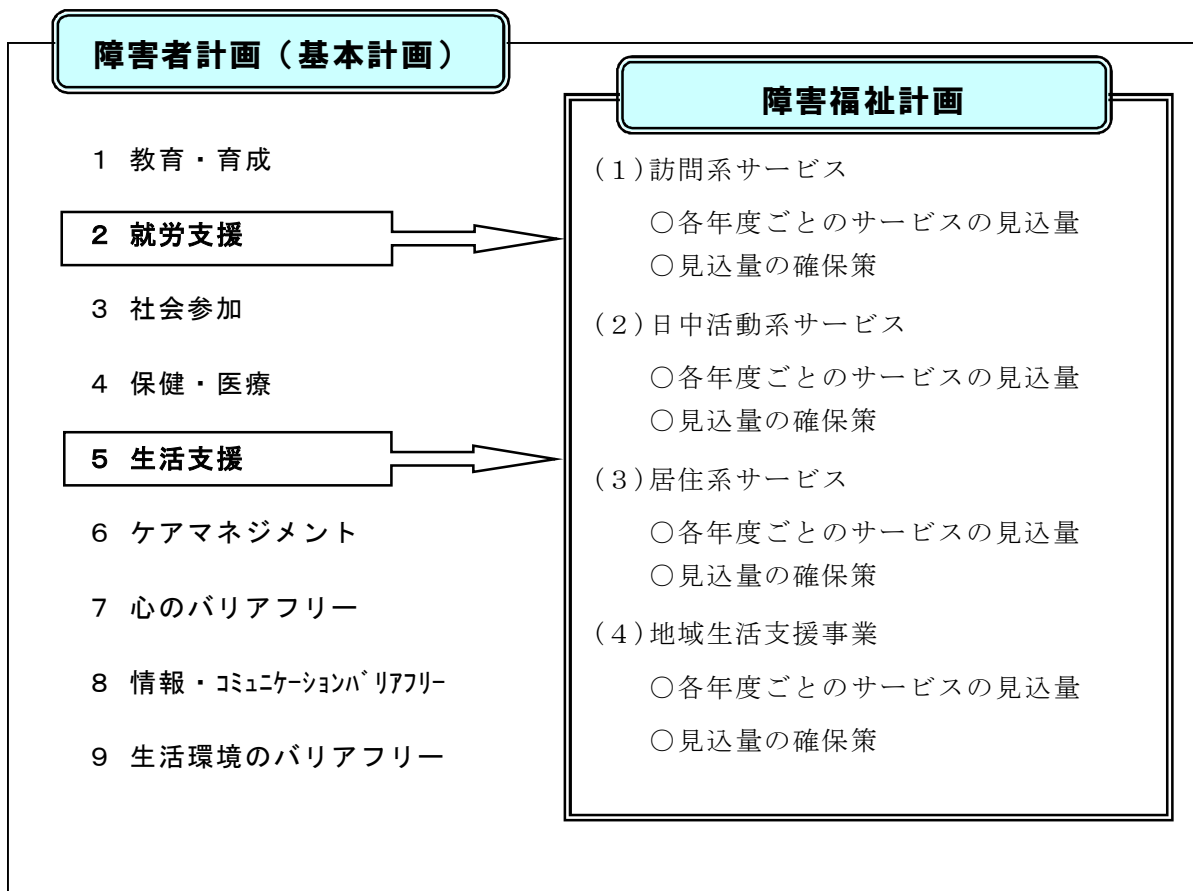 障害者計画（基本計画）
１ 教育・育成
２ 就労支援
３ 社会参加
４ 保健・医療
５ 生活支援
６ ケアマネジメント
７ 心のバリアフリー
８ 情報・ｺﾐｭﾆｹｰｼｮﾝﾊﾞﾘｱﾌﾘｰ
９ 生活環境のバリアフリー
障害福祉計画
(１)訪問系サービス
○各年度ごとのサービスの見込量
○見込量の確保策
(２)日中活動系サービス
○各年度ごとのサービスの見込量
○見込量の確保策
(３)居住系サービス
○各年度ごとのサービスの見込量
○見込量の確保策
(４)地域生活支援事業
○各年度ごとのサービスの見込量
○見込量の確保策